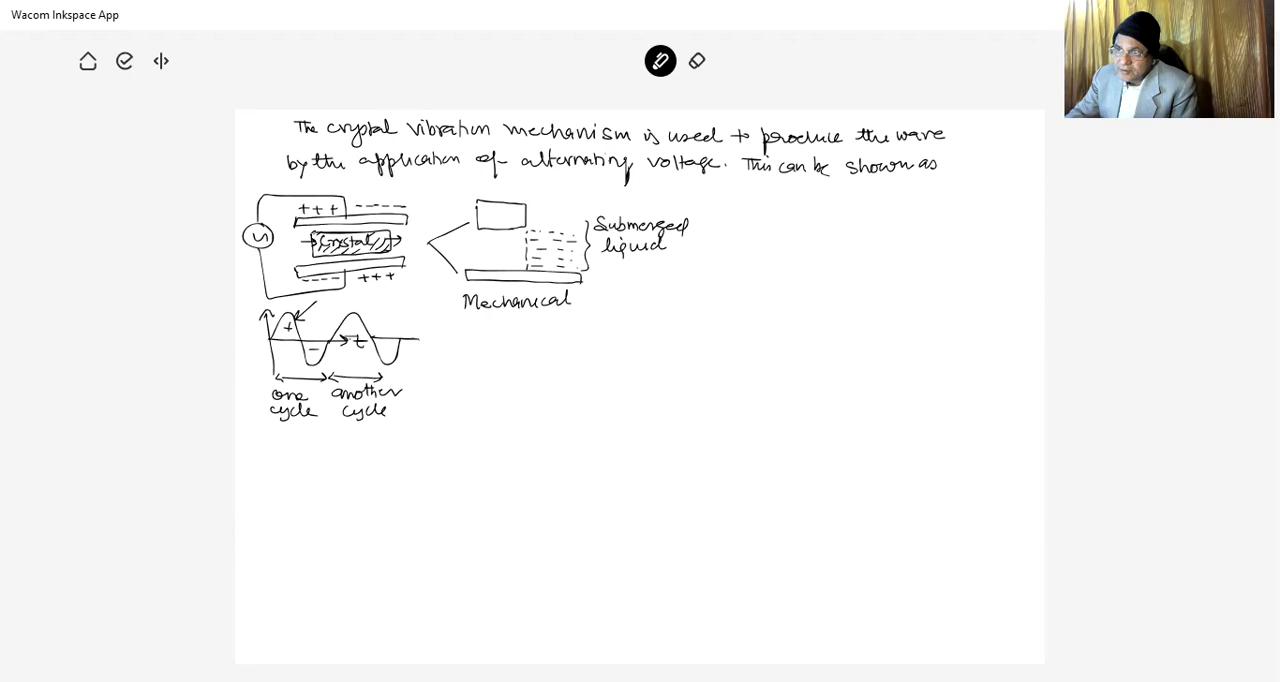 Wacom Inkspace App
The crystal vibration mechanism is used to produce the wave
by the application of alternating voltage. This can be shown as
+ + + - - - - -
Crystal
- - - - + + +
Submerged
liquid
Mechanical
+ - t
one another
cycle cycle